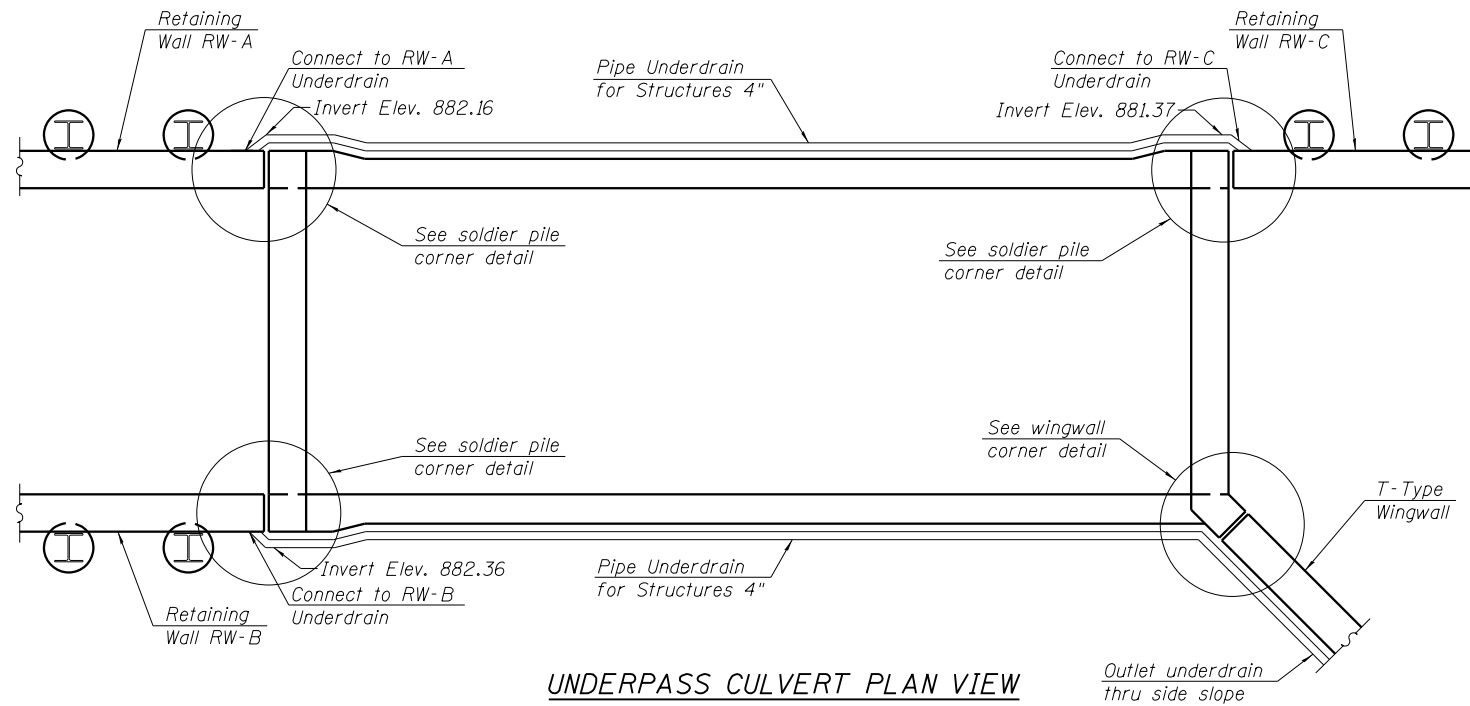 Retaining
Wall RW-A
Connect to RW-A
Underdrain
Invert Elev. 882.16
Pipe Underdrain
for Structures 4"
Retaining
Wall RW-C
Connect to RW-C
Underdrain
Invert Elev. 881.37
See soldier pile
corner detail
See soldier pile
corner detail
See soldier pile
corner detail
See wingwall
corner detail
T-Type
Wingwall
Invert Elev. 882.36
Connect to RW-B
Underdrain
Pipe Underdrain
for Structures 4"
Retaining
Wall RW-B
Outlet underdrain
thru side slope
UNDERPASS CULVERT PLAN VIEW